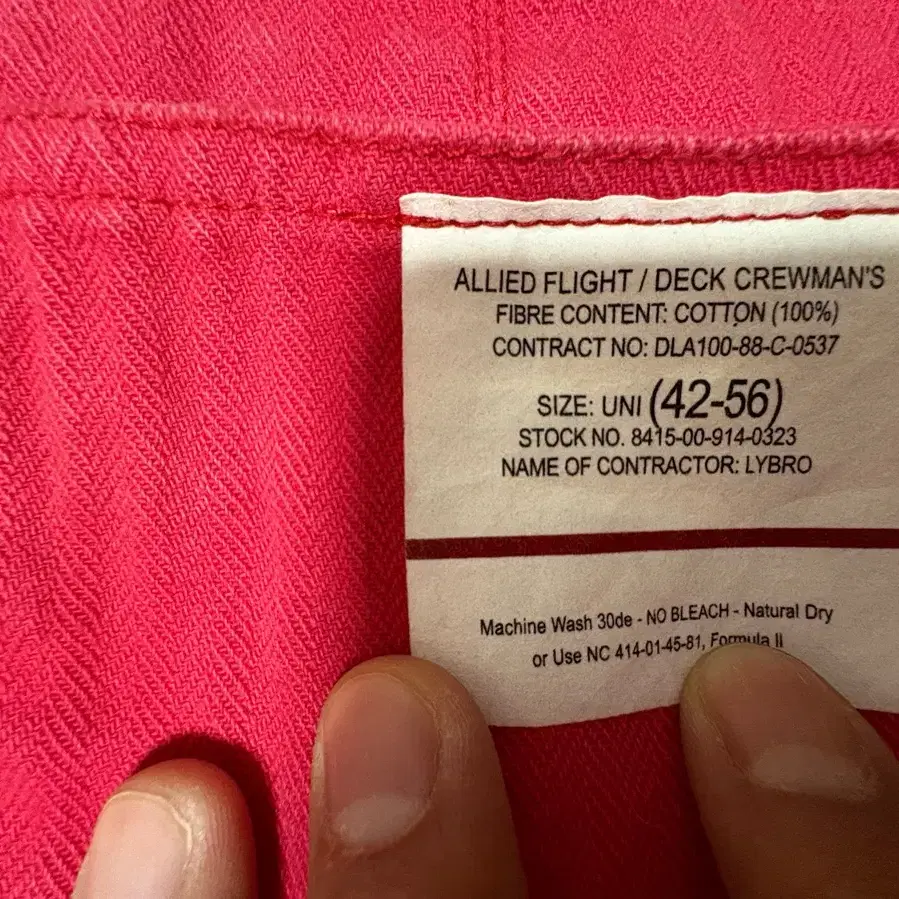 ALLIED FLIGHT / DECK CREWMAN'S
FIBRE CONTENT: COTTON (100%)
CONTRACT NO: DLA100-88-C-0537
SIZE: UNI (42-56)
STOCK NO. 8415-00-914-0323
NAME OF CONTRACTOR: LYBRO
Machine Wash 30de - NO BLEACH - Natural Dry
or Use NC 414-01-45-81, Formula II